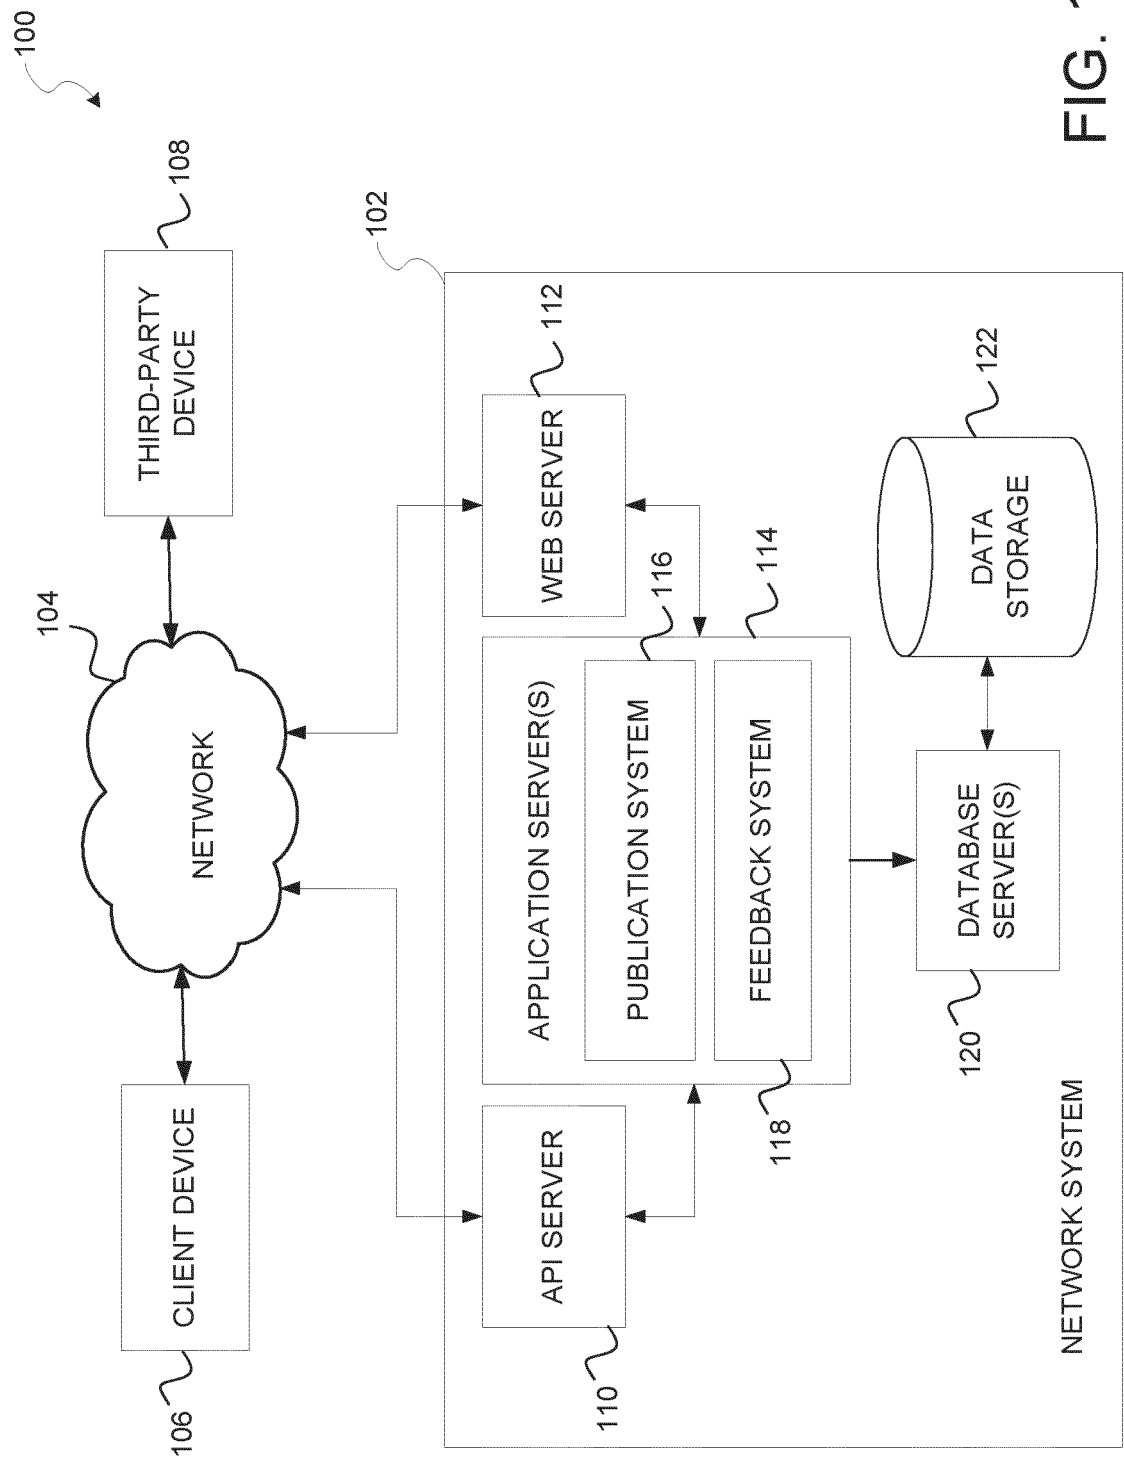 100
106
CLIENT DEVICE
104
NETWORK
THIRD-PARTY
DEVICE
108
102
110
API SERVER
APPLICATION SERVER(S)
PUBLICATION SYSTEM
116
FEEDBACK SYSTEM
118
114
WEB SERVER
112
120
DATABASE
SERVER(S)
DATA
STORAGE
122
NETWORK SYSTEM
FIG.